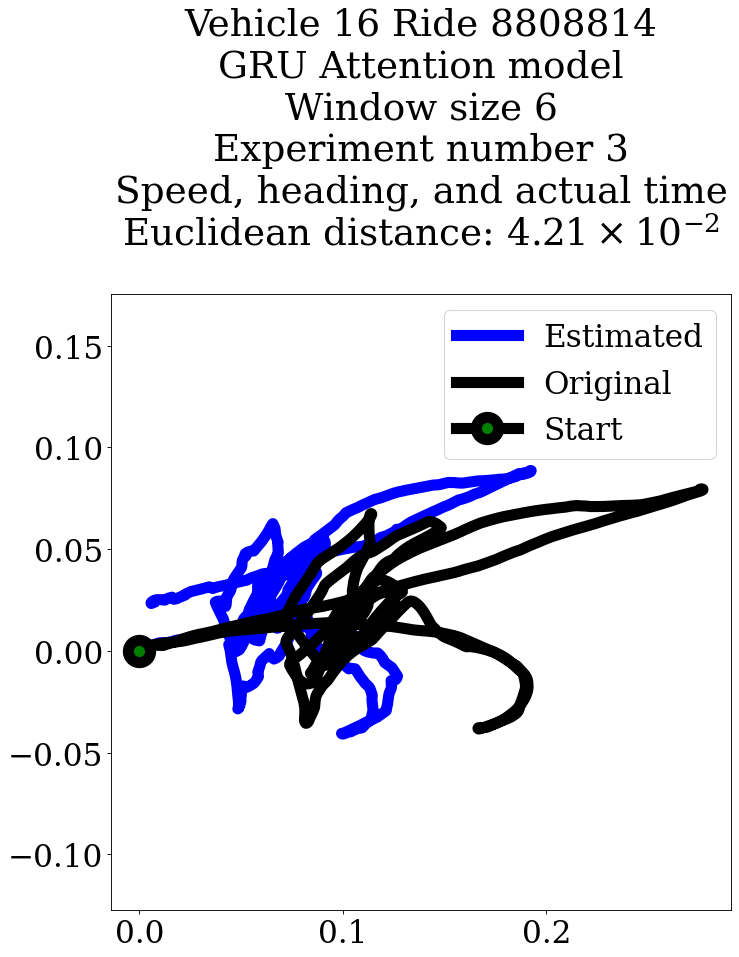 Vehicle 16 Ride 8808814
GRU Attention model
Window size 6
Experiment number 3
Speed, heading, and actual time
Euclidean distance: 4.21 × 10⁻²
Estimated
Original
Start
0.15
0.10
0.05
0.00
−0.05
−0.10
0.0 0.1 0.2